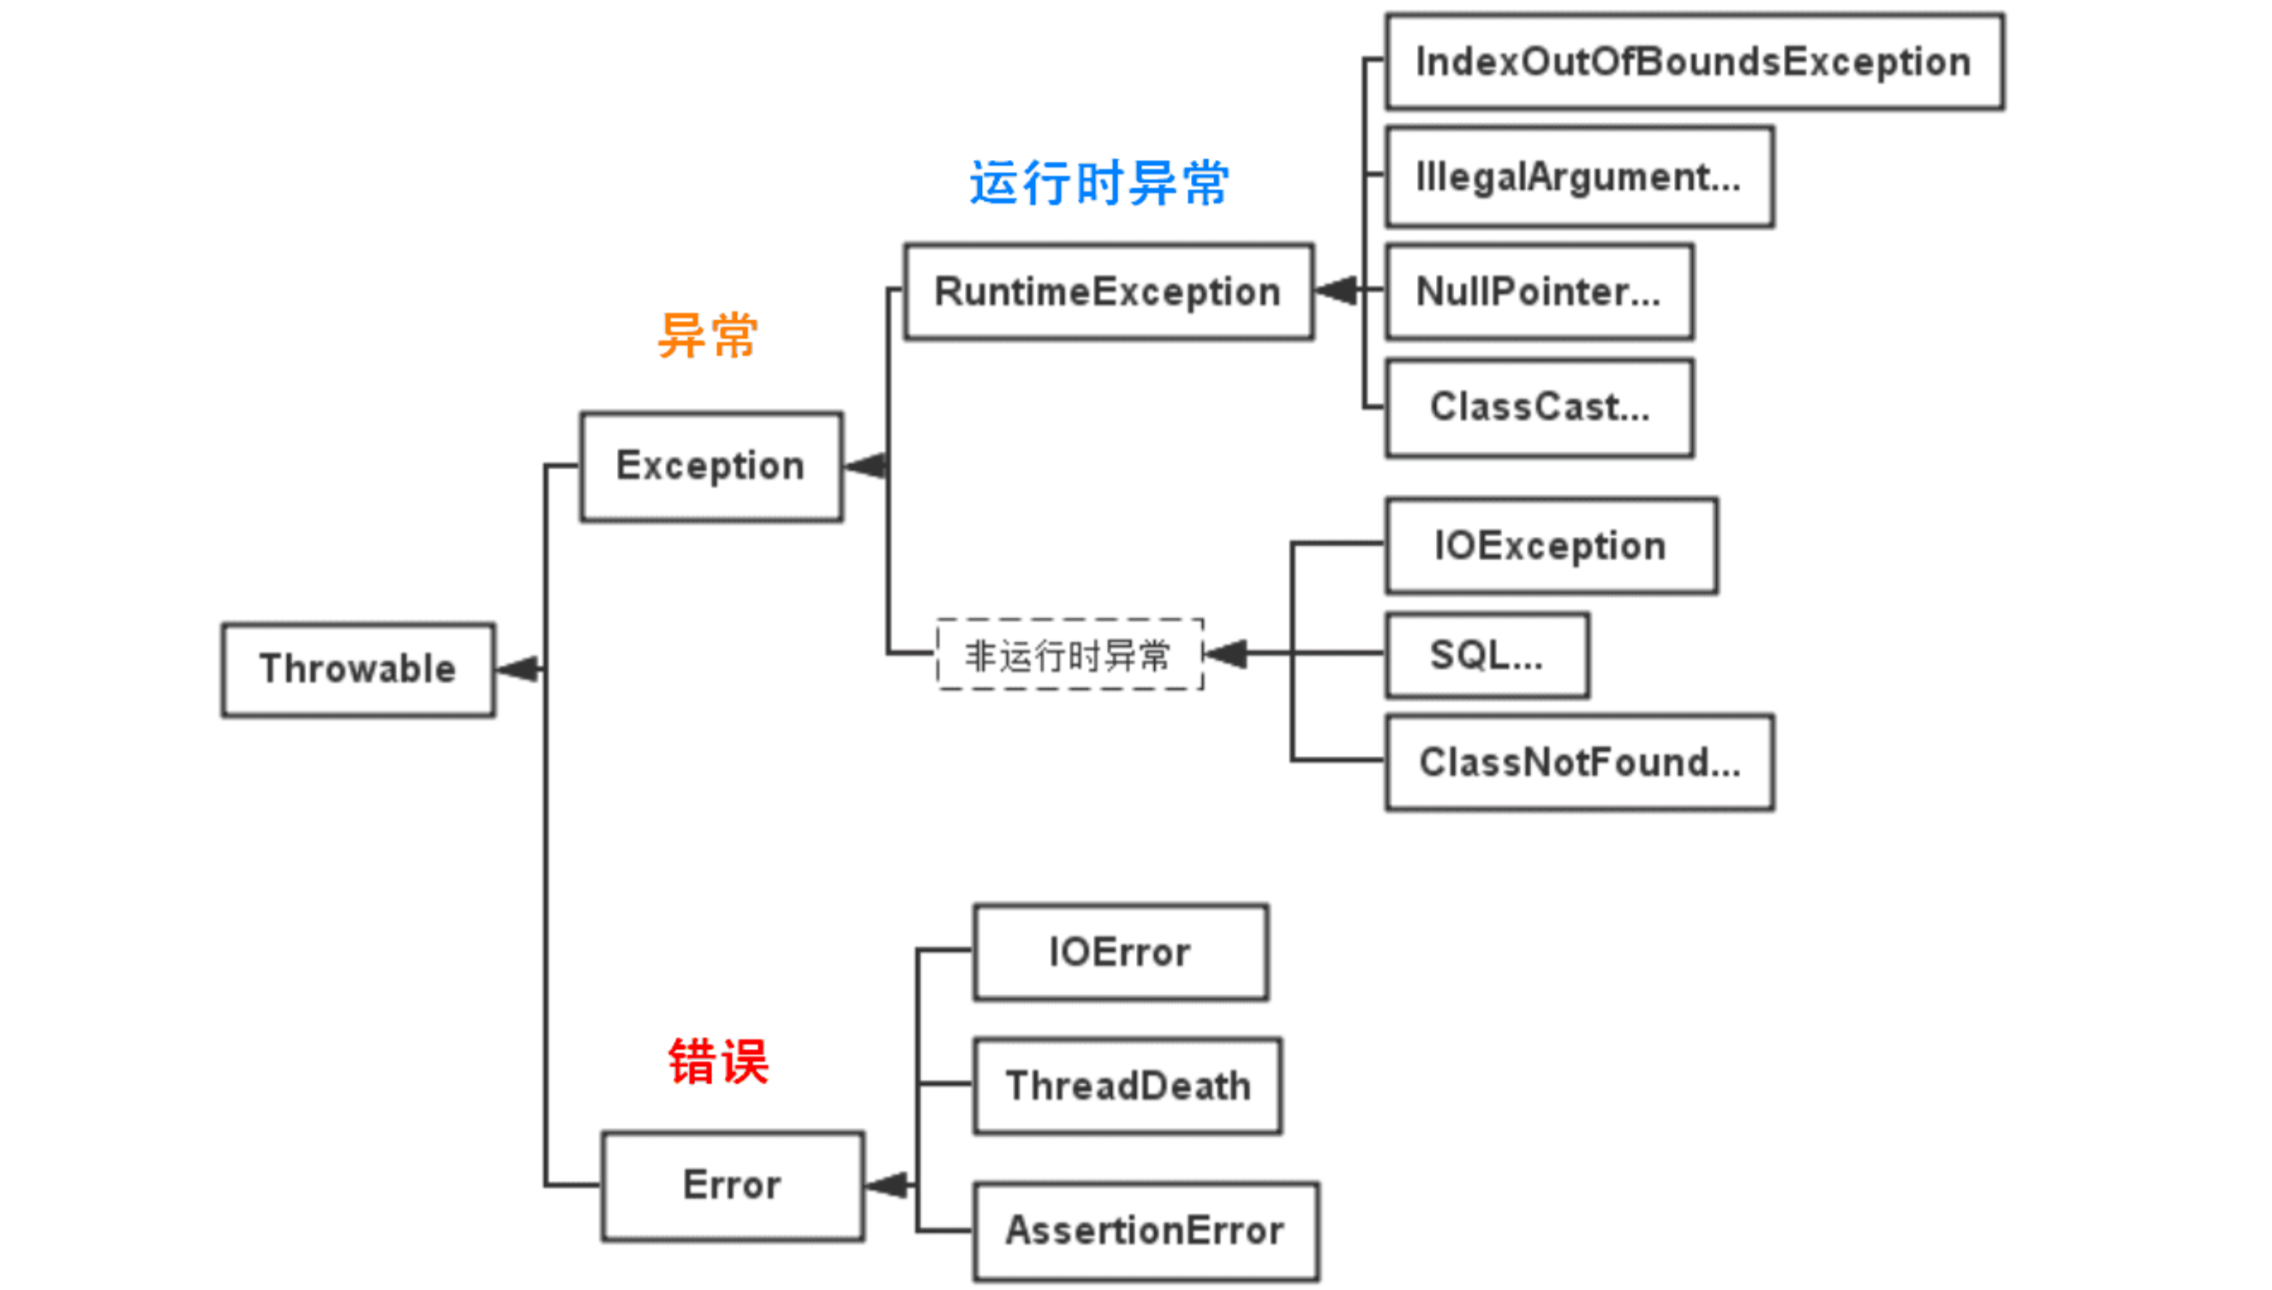 IndexOutOfBoundsException
IllegalArgument...
运行时异常
RuntimeException
NullPointer...
异常
ClassCast...
Exception
IOException
Throwable
非运行时异常
SQL...
ClassNotFound...
IOError
错误
ThreadDeath
Error
AssertionError